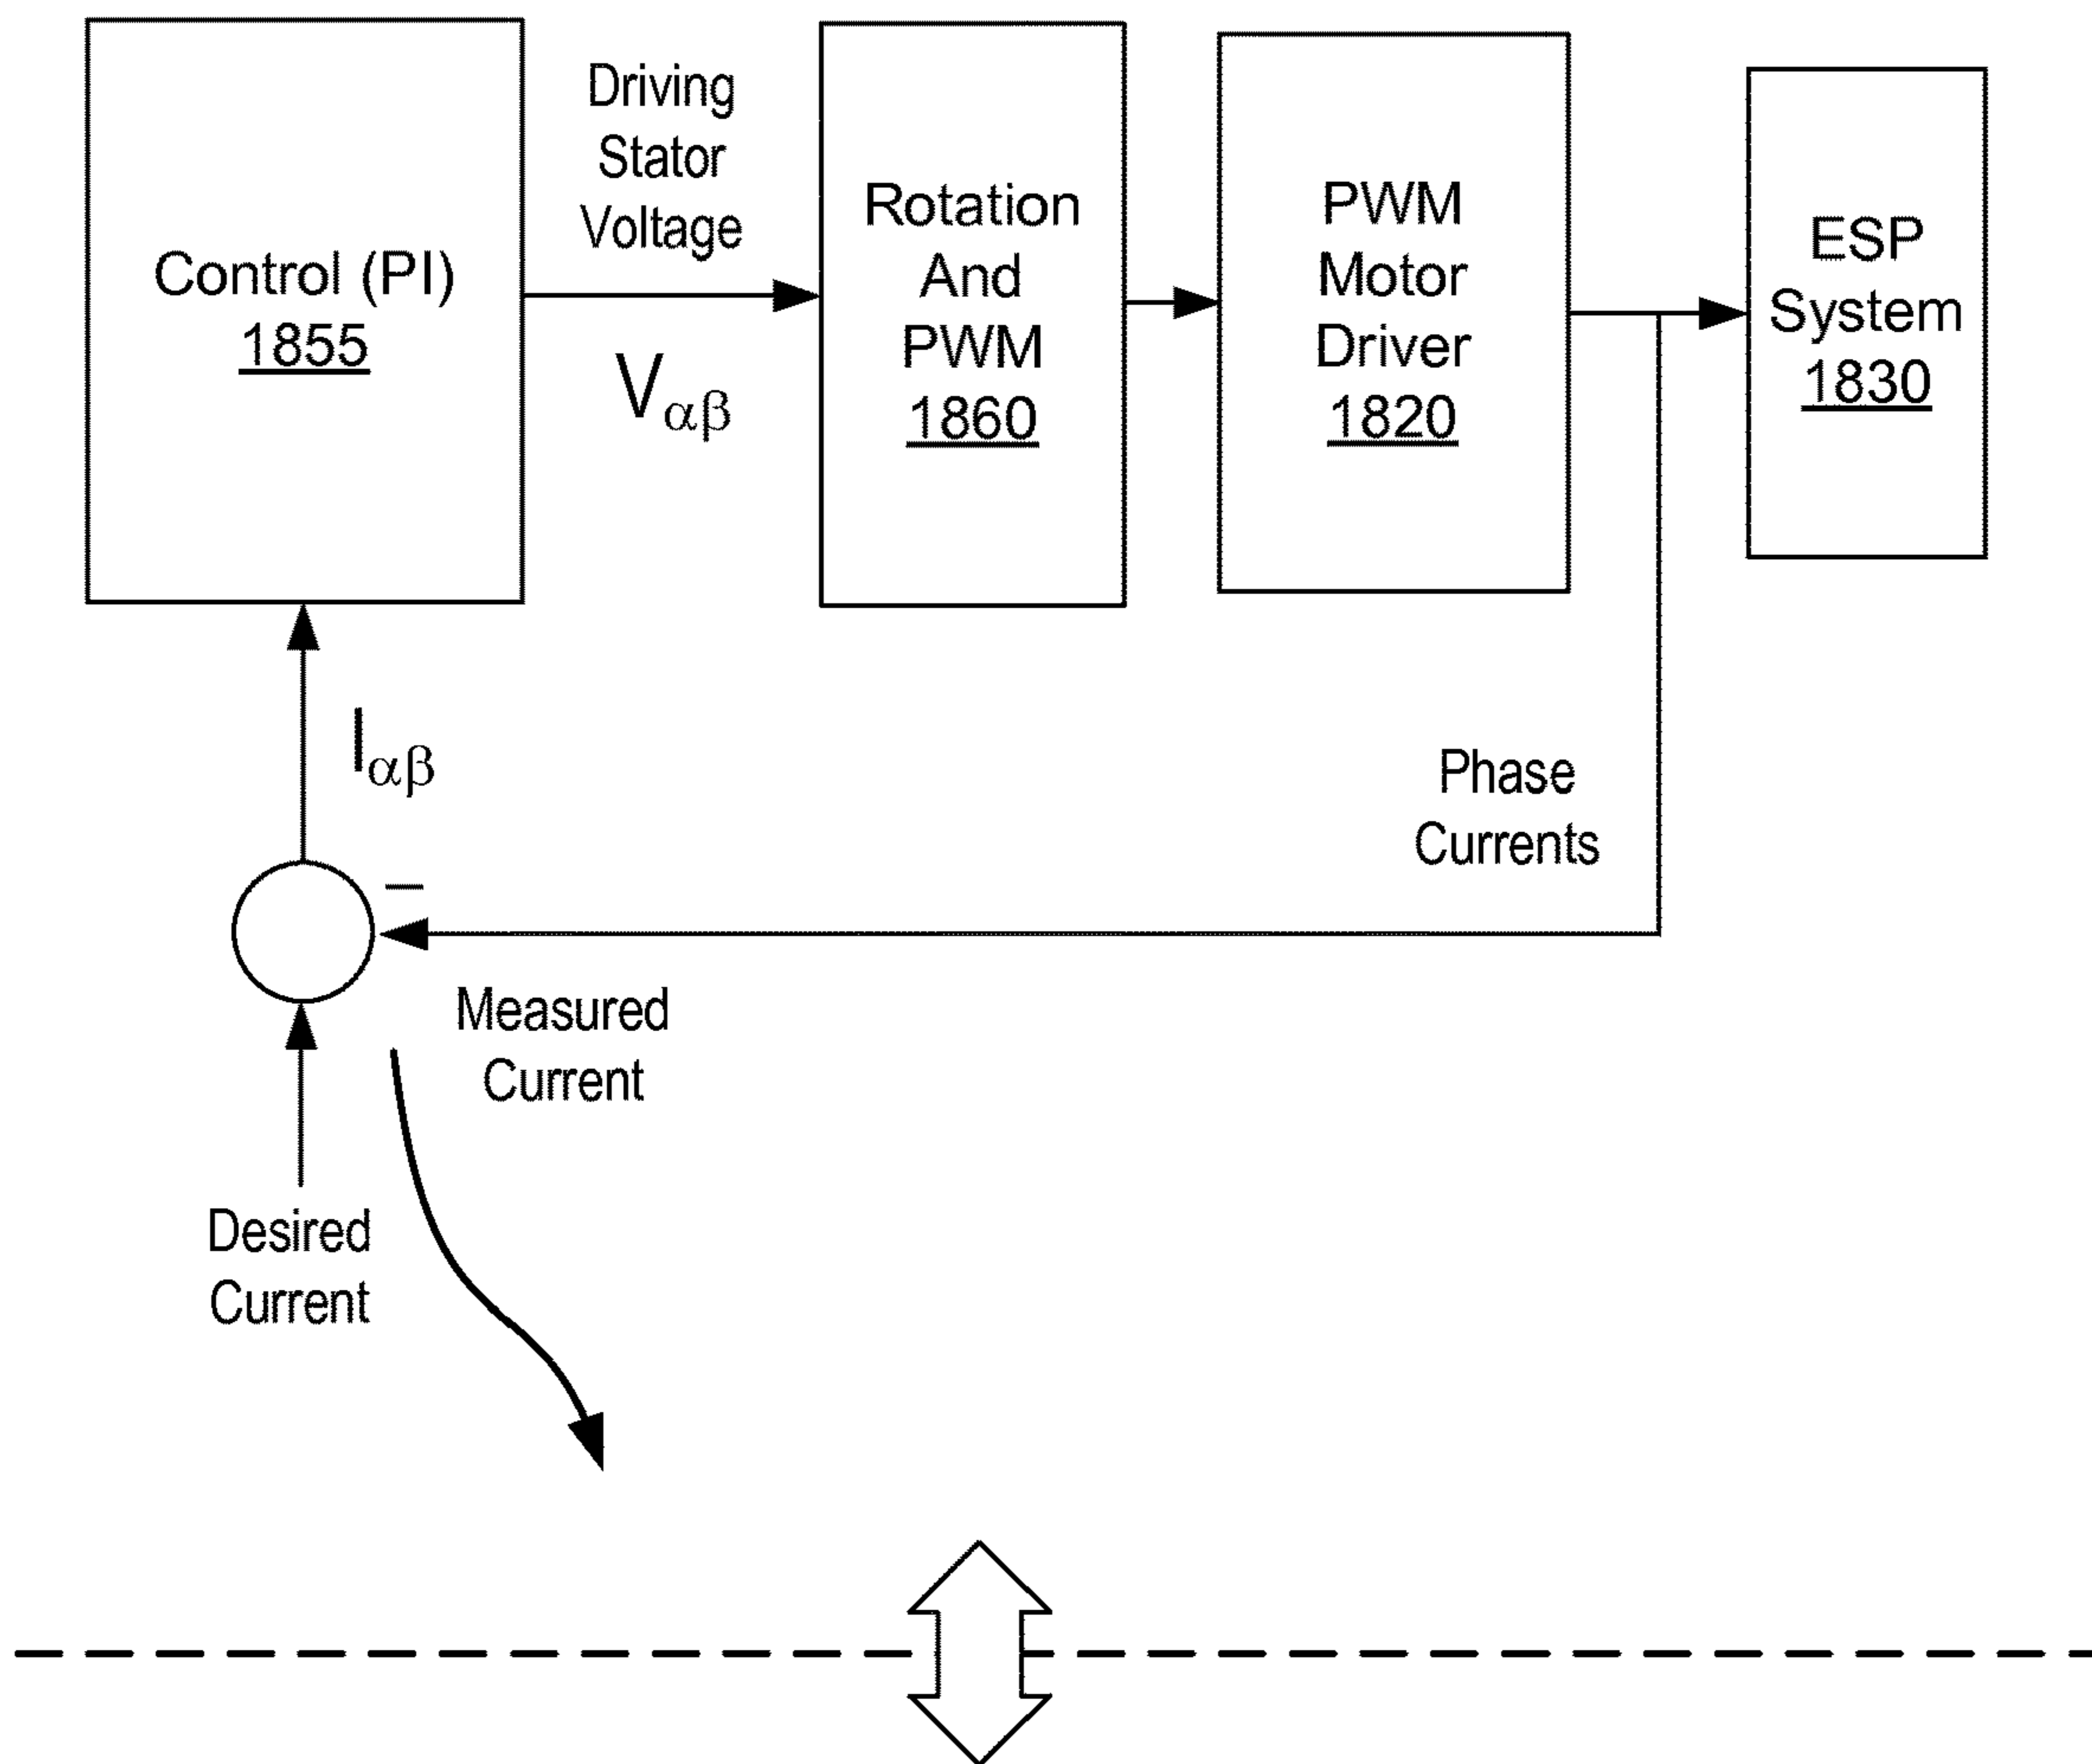 Control (PI)
1855
Driving
Stator
Voltage
Vαβ
Rotation
And
PWM
1860
PWM
Motor
Driver
1820
ESP
System
1830
Iαβ
Phase
Currents
−
Measured
Current
Desired
Current